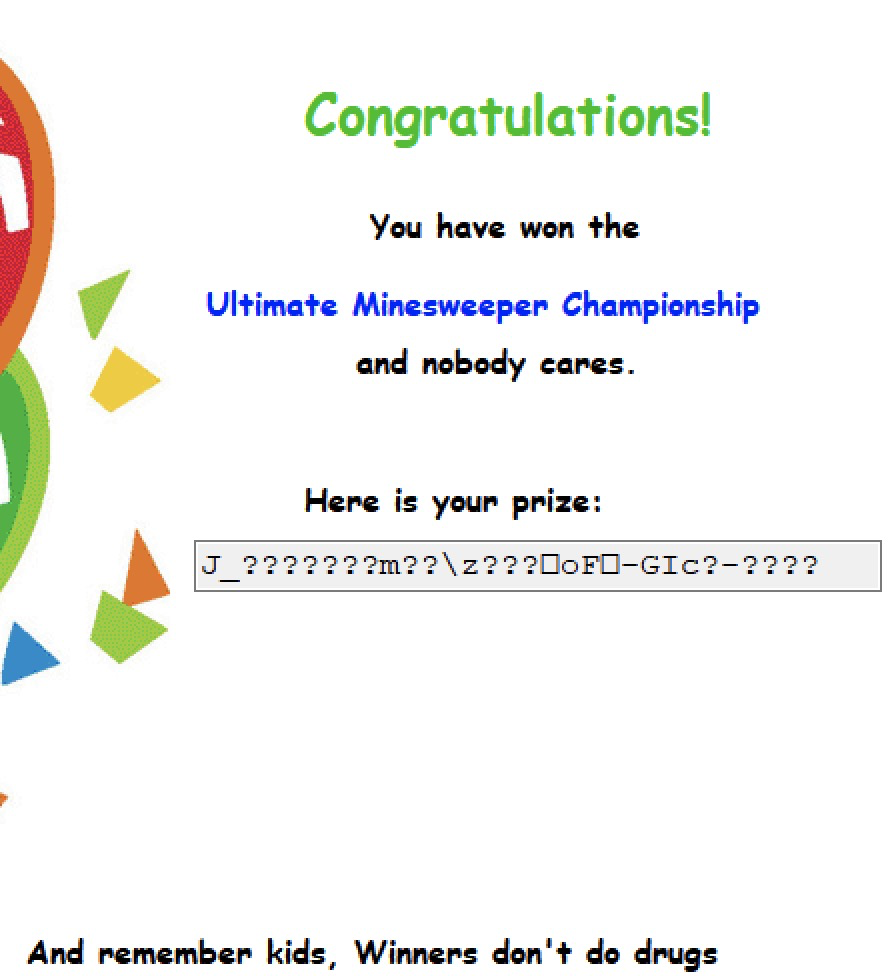 Congratulations!
You have won the
Ultimate Minesweeper Championship
and nobody cares.
Here is your prize:
J_???????m??\z???□oF□-GIc?-????
And remember kids, Winners don't do drugs